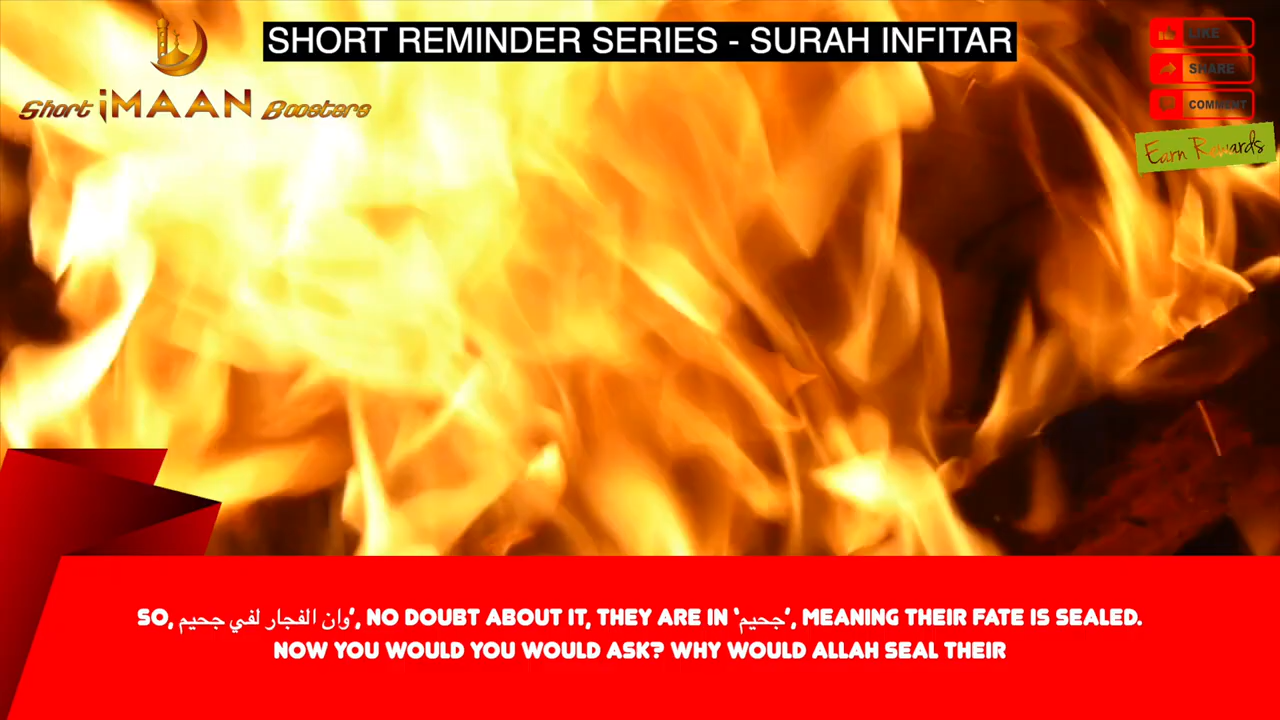 SHORT REMINDER SERIES - SURAH INFITAR
Short iMAAN Boosters
LIKE
SHARE
COMMENT
Earn Rewards
SO, وان الفجار لفي جحيم’, NO DOUBT ABOUT IT, THEY ARE IN ‘جحيم’, MEANING THEIR FATE IS SEALED.
NOW YOU WOULD YOU WOULD ASK? WHY WOULD ALLAH SEAL THEIR